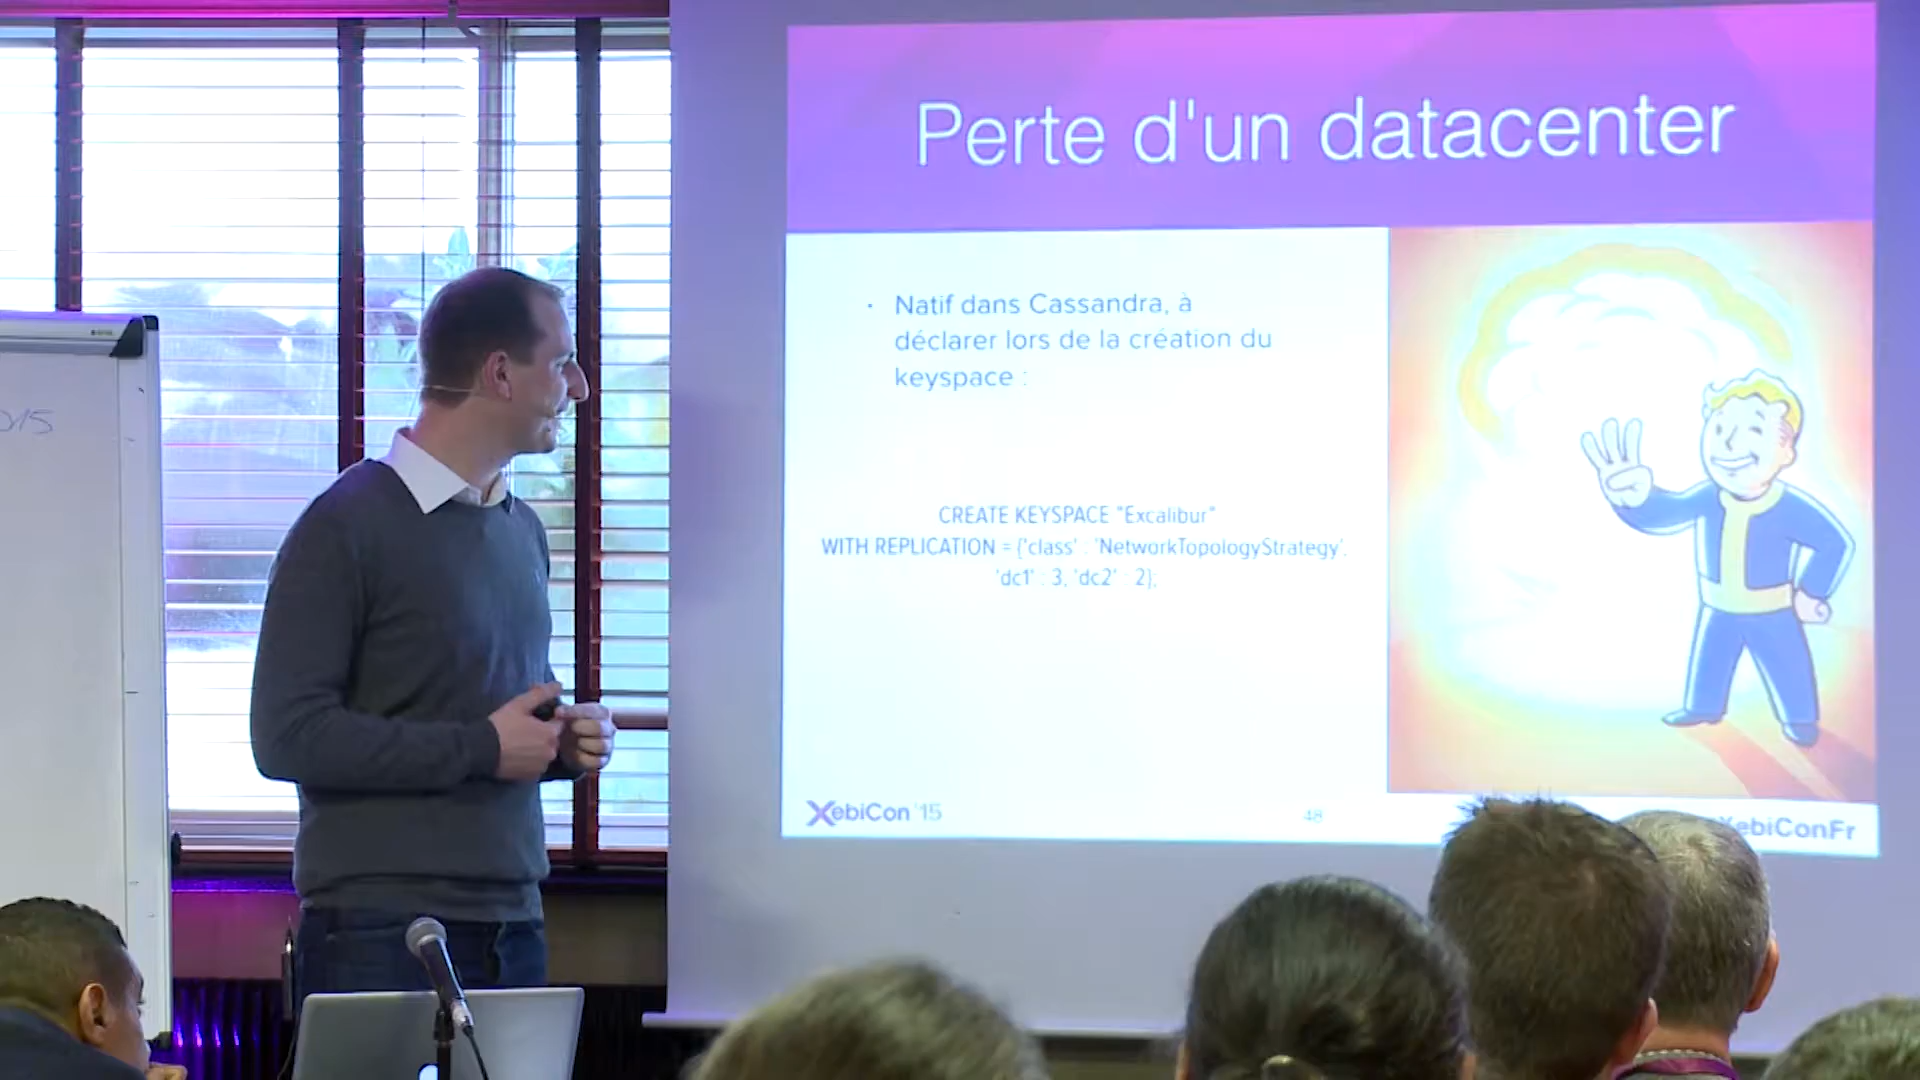 Perte d'un datacenter
· Natif dans Cassandra, à
déclarer lors de la création du
keyspace :
CREATE KEYSPACE "Excalibur"
WITH REPLICATION = {'class' : 'NetworkTopologyStrategy',
'dc1' : 3, 'dc2' : 2};
XebiCon '15
48
XebiConFr